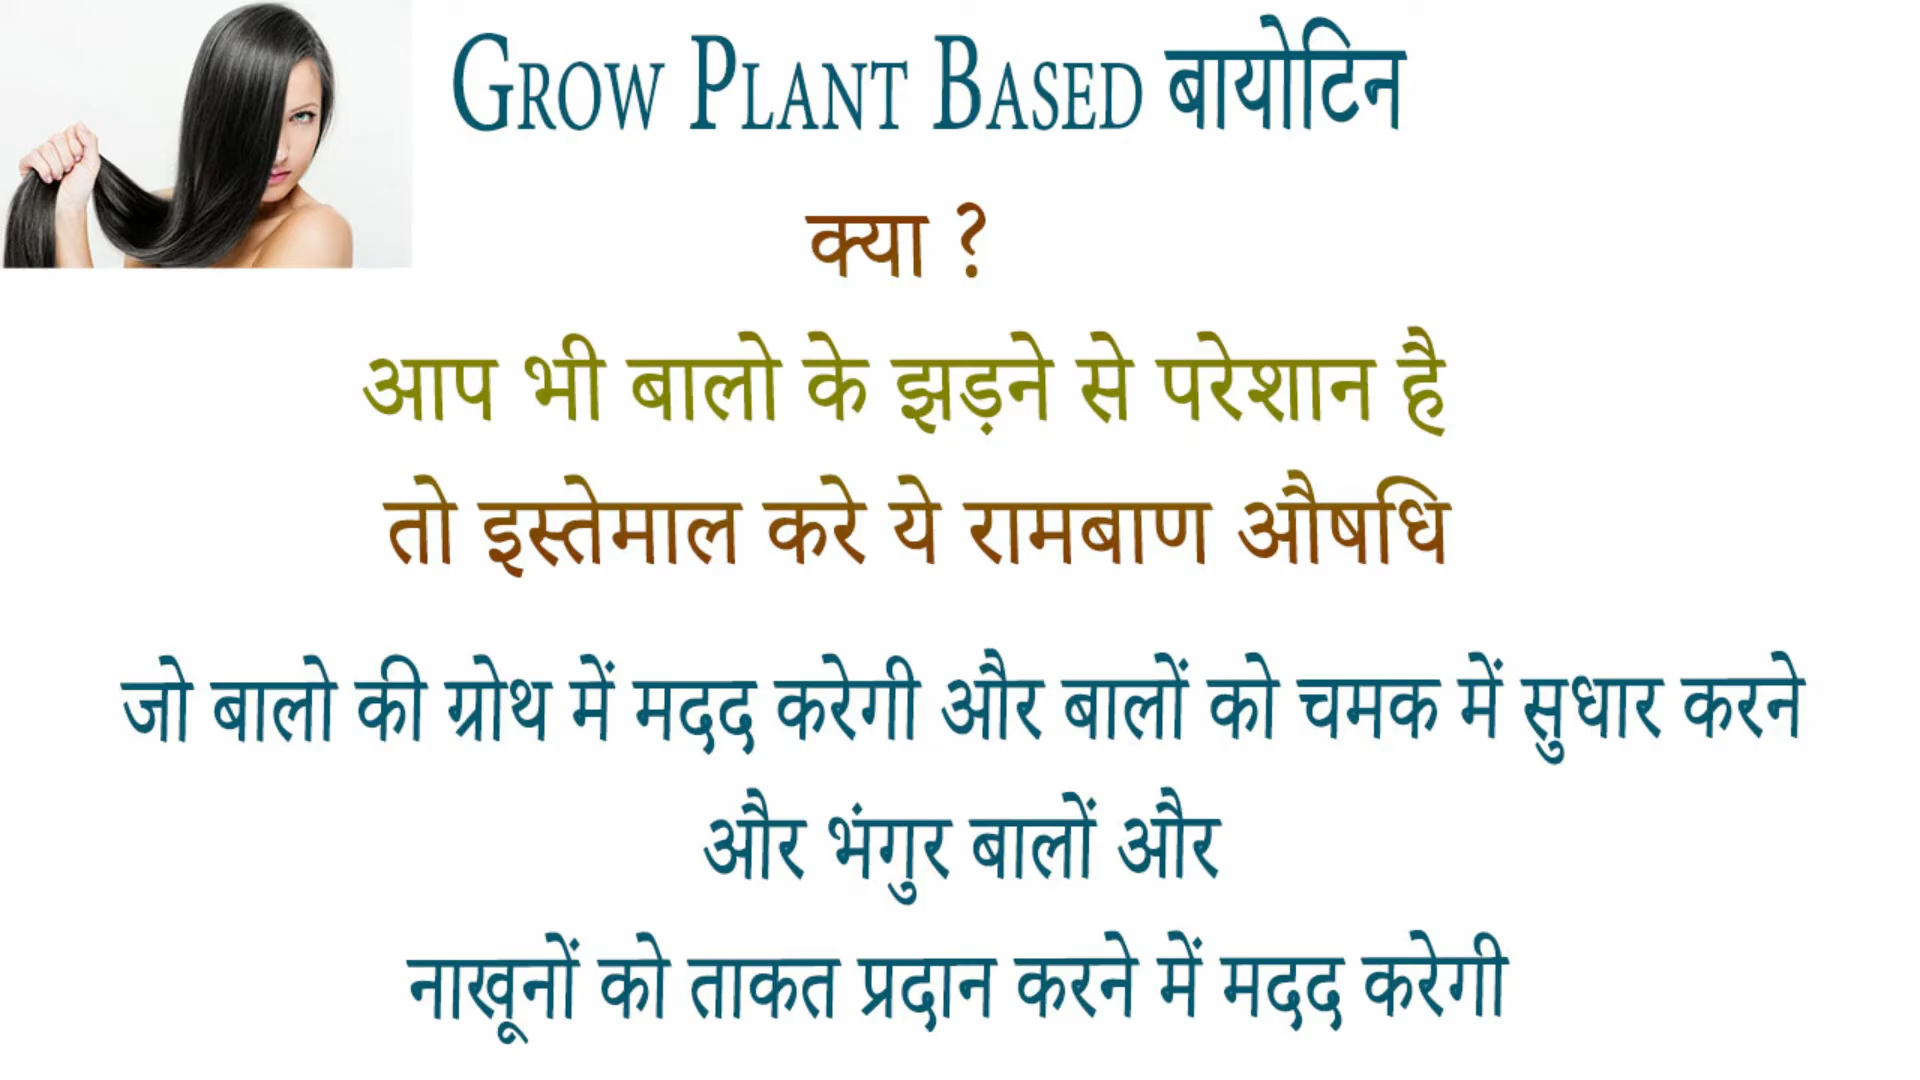 GROW PLANT BASED बायोटिन
क्या ?
आप भी बालो के झड़ने से परेशान है
तो इस्तेमाल करे ये रामबाण औषधि
जो बालो की ग्रोथ में मदद करेगी और बालों को चमक में सुधार करने
और भंगुर बालों और
नाखूनों को ताकत प्रदान करने में मदद करेगी